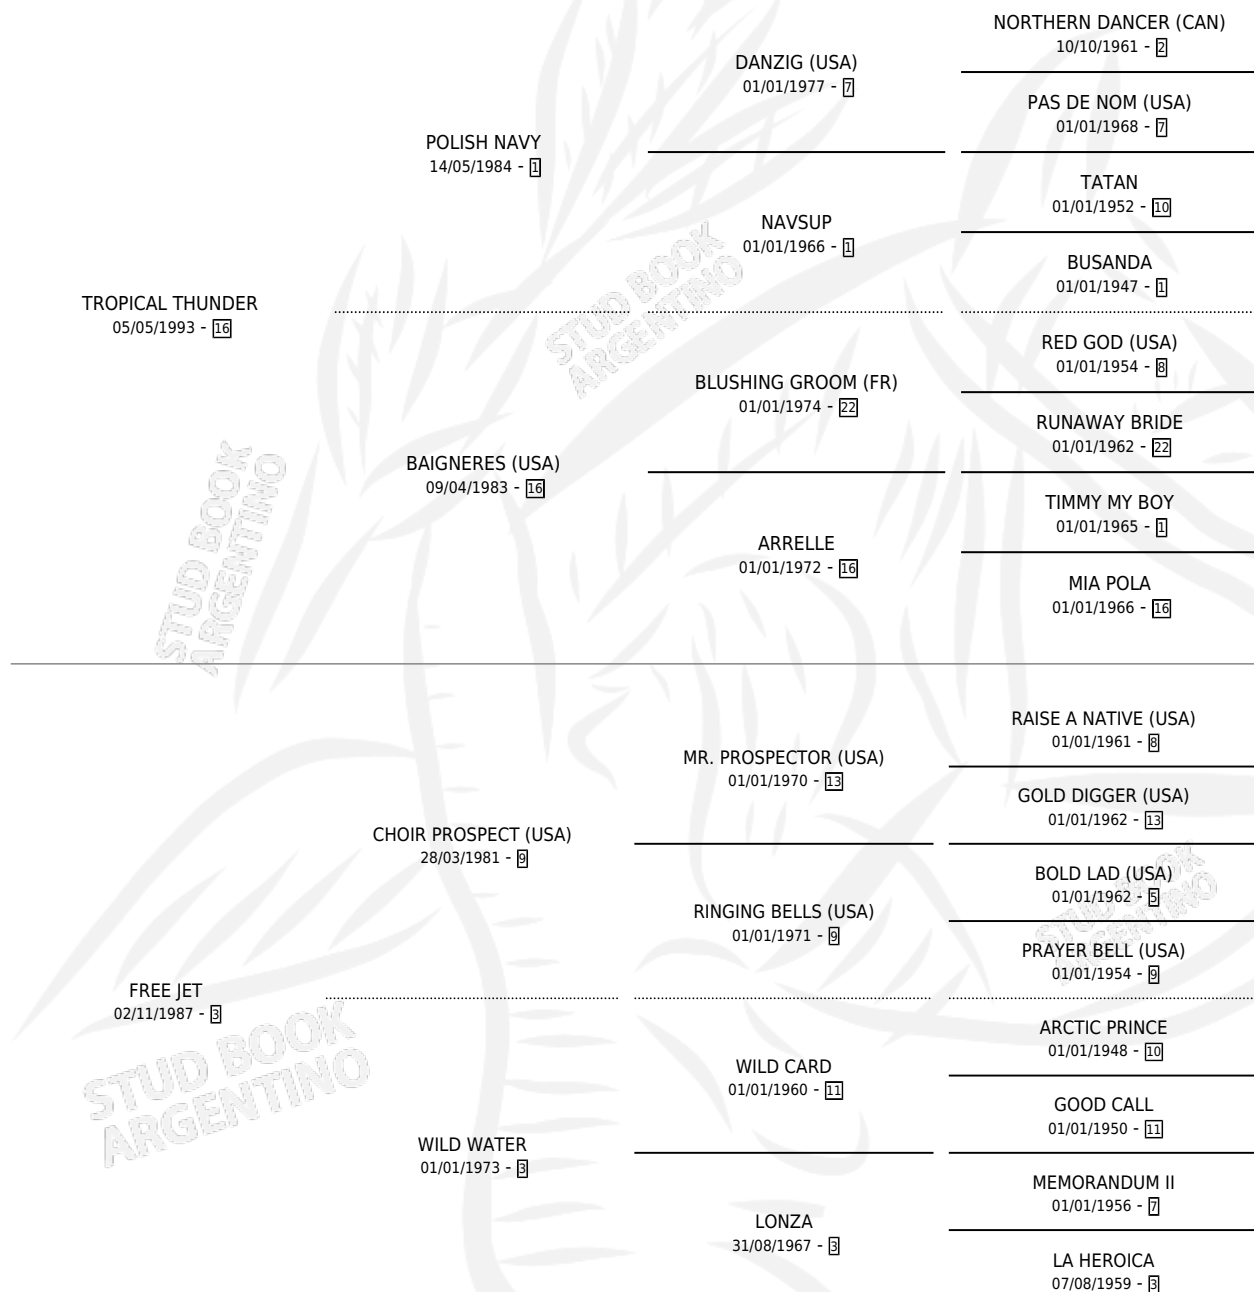 NORTHERN DANCER (CAN)
10/10/1961 - 2
DANZIG (USA)
01/01/1977 - 7
PAS DE NOM (USA)
01/01/1968 - 7
POLISH NAVY
14/05/1984 - 1
TATAN
01/01/1952 - 10
NAVSUP
01/01/1966 - 1
BUSANDA
01/01/1947 - 1
TROPICAL THUNDER
05/05/1993 - 16
RED GOD (USA)
01/01/1954 - 8
BLUSHING GROOM (FR)
01/01/1974 - 22
RUNAWAY BRIDE
01/01/1962 - 22
BAIGNERES (USA)
09/04/1983 - 16
TIMMY MY BOY
01/01/1965 - 1
ARRELLE
01/01/1972 - 16
MIA POLA
01/01/1966 - 16
STUD BOOK
ARGENTINO
STUD BOOK
ARGENTINO
RAISE A NATIVE (USA)
01/01/1961 - 8
MR. PROSPECTOR (USA)
01/01/1970 - 13
GOLD DIGGER (USA)
01/01/1962 - 13
CHOIR PROSPECT (USA)
28/03/1981 - 9
BOLD LAD (USA)
01/01/1962 - 5
RINGING BELLS (USA)
01/01/1971 - 9
PRAYER BELL (USA)
01/01/1954 - 9
FREE JET
02/11/1987 - 3
ARCTIC PRINCE
01/01/1948 - 10
WILD CARD
01/01/1960 - 11
GOOD CALL
01/01/1950 - 11
WILD WATER
01/01/1973 - 3
MEMORANDUM II
01/01/1956 - 7
LONZA
31/08/1967 - 3
LA HEROICA
07/08/1959 - 3
STUD BOOK
ARGENTINO
STUD BOOK
ARGENTINO